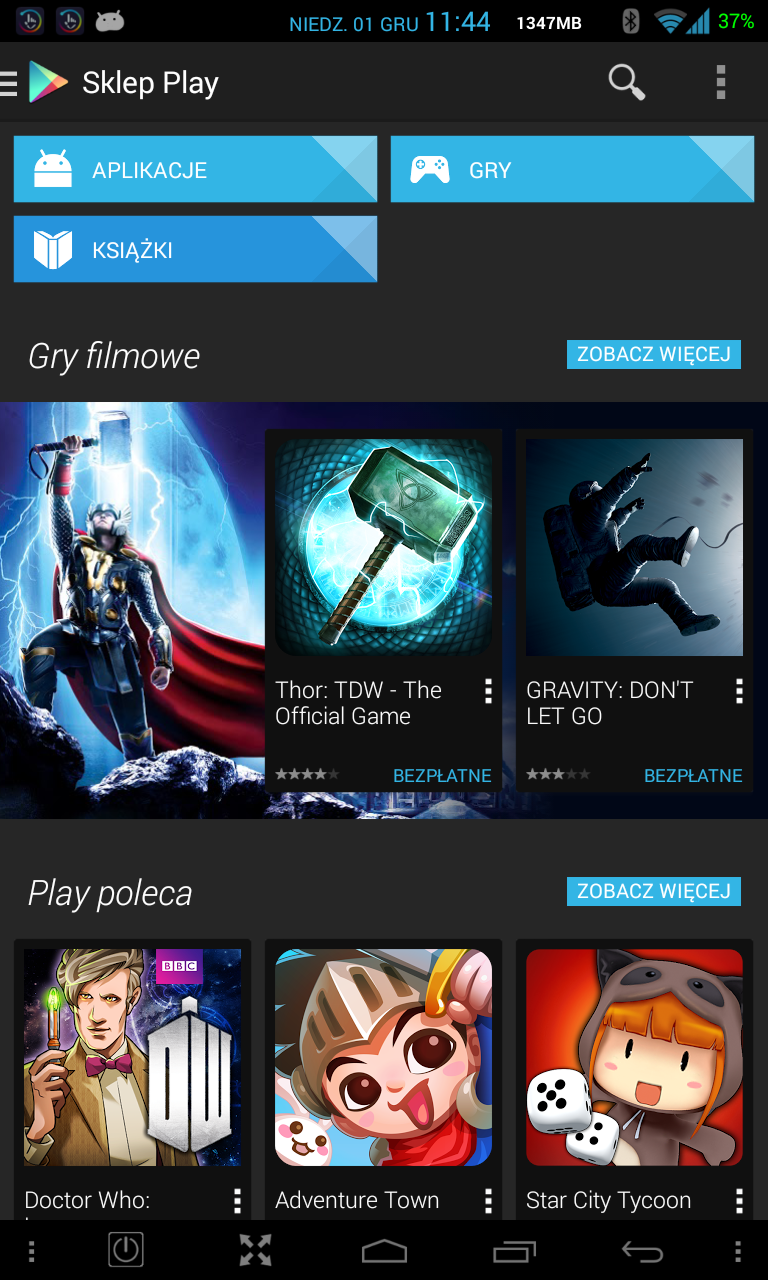 NIEDZ. 01 GRU 11:44 1347MB 37%
Sklep Play
APLIKACJE GRY
KSIĄŻKI
Gry filmowe ZOBACZ WIĘCEJ
Thor: TDW - The
Official Game
BEZPŁATNE
GRAVITY: DON'T
LET GO
BEZPŁATNE
Play poleca ZOBACZ WIĘCEJ
BBC
DW
Doctor Who:
Adventure Town
Star City Tycoon